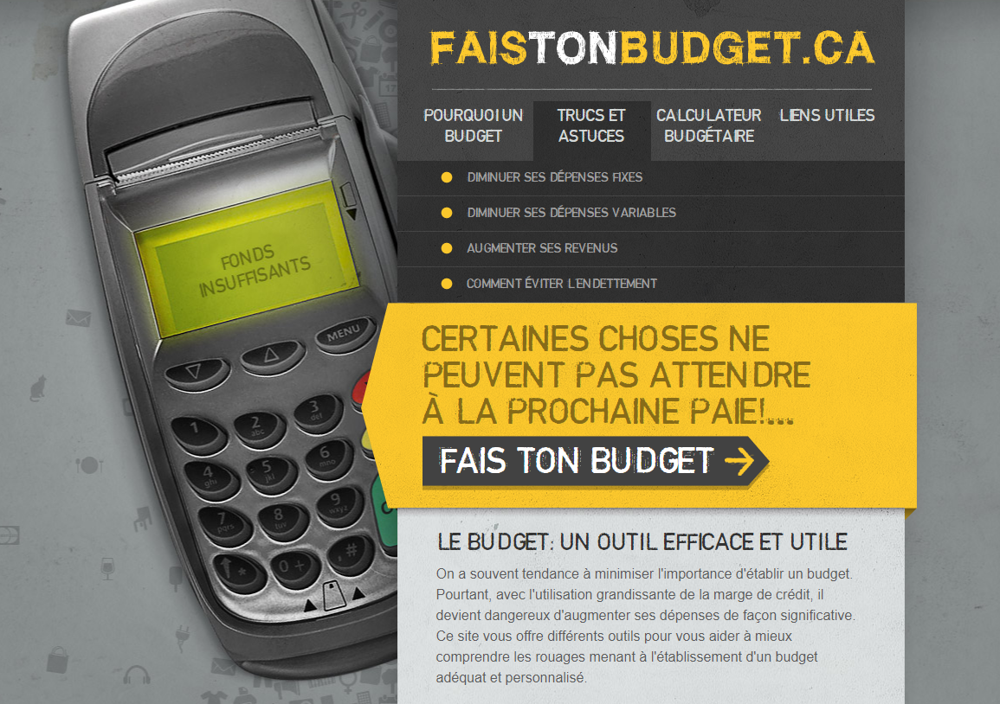 FAISTONBUDGET.CA
POURQUOI UN BUDGET
TRUCS ET ASTUCES
CALCULATEUR BUDGÉTAIRE
LIENS UTILES
DIMINUER SES DÉPENSES FIXES
DIMINUER SES DÉPENSES VARIABLES
AUGMENTER SES REVENUS
COMMENT ÉVITER L'ENDETTEMENT
FONDS
INSUFFISANTS
MENU
1
2 abc
3 def
4 ghi
5 jkl
6 mno
7 pqrs
8 tuv
9 wxyz
*
0 +
, #
C
17
CERTAINES CHOSES NE
PEUVENT PAS ATTENDRE
À LA PROCHAINE PAIE!...
FAIS TON BUDGET
LE BUDGET: UN OUTIL EFFICACE ET UTILE
On a souvent tendance à minimiser l'importance d'établir un budget.
Pourtant, avec l'utilisation grandissante de la marge de crédit, il
devient dangereux d'augmenter ses dépenses de façon significative.
Ce site vous offre différents outils pour vous aider à mieux
comprendre les rouages menant à l'établissement d'un budget
adéquat et personnalisé.